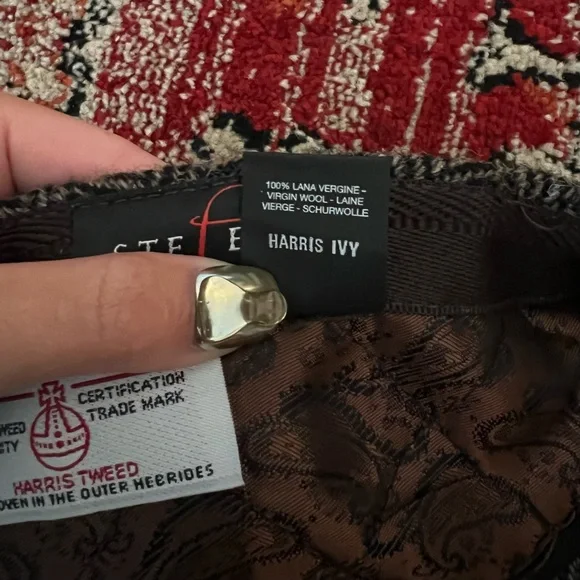 100% LANA VERGINE -
VIRGIN WOOL - LAINE
VIERGE - SCHURWOLLE
HARRIS IVY
STE f E
CERTIFICATION
TRADE MARK
HARRIS TWEED
IN THE OUTER HEBRIDES